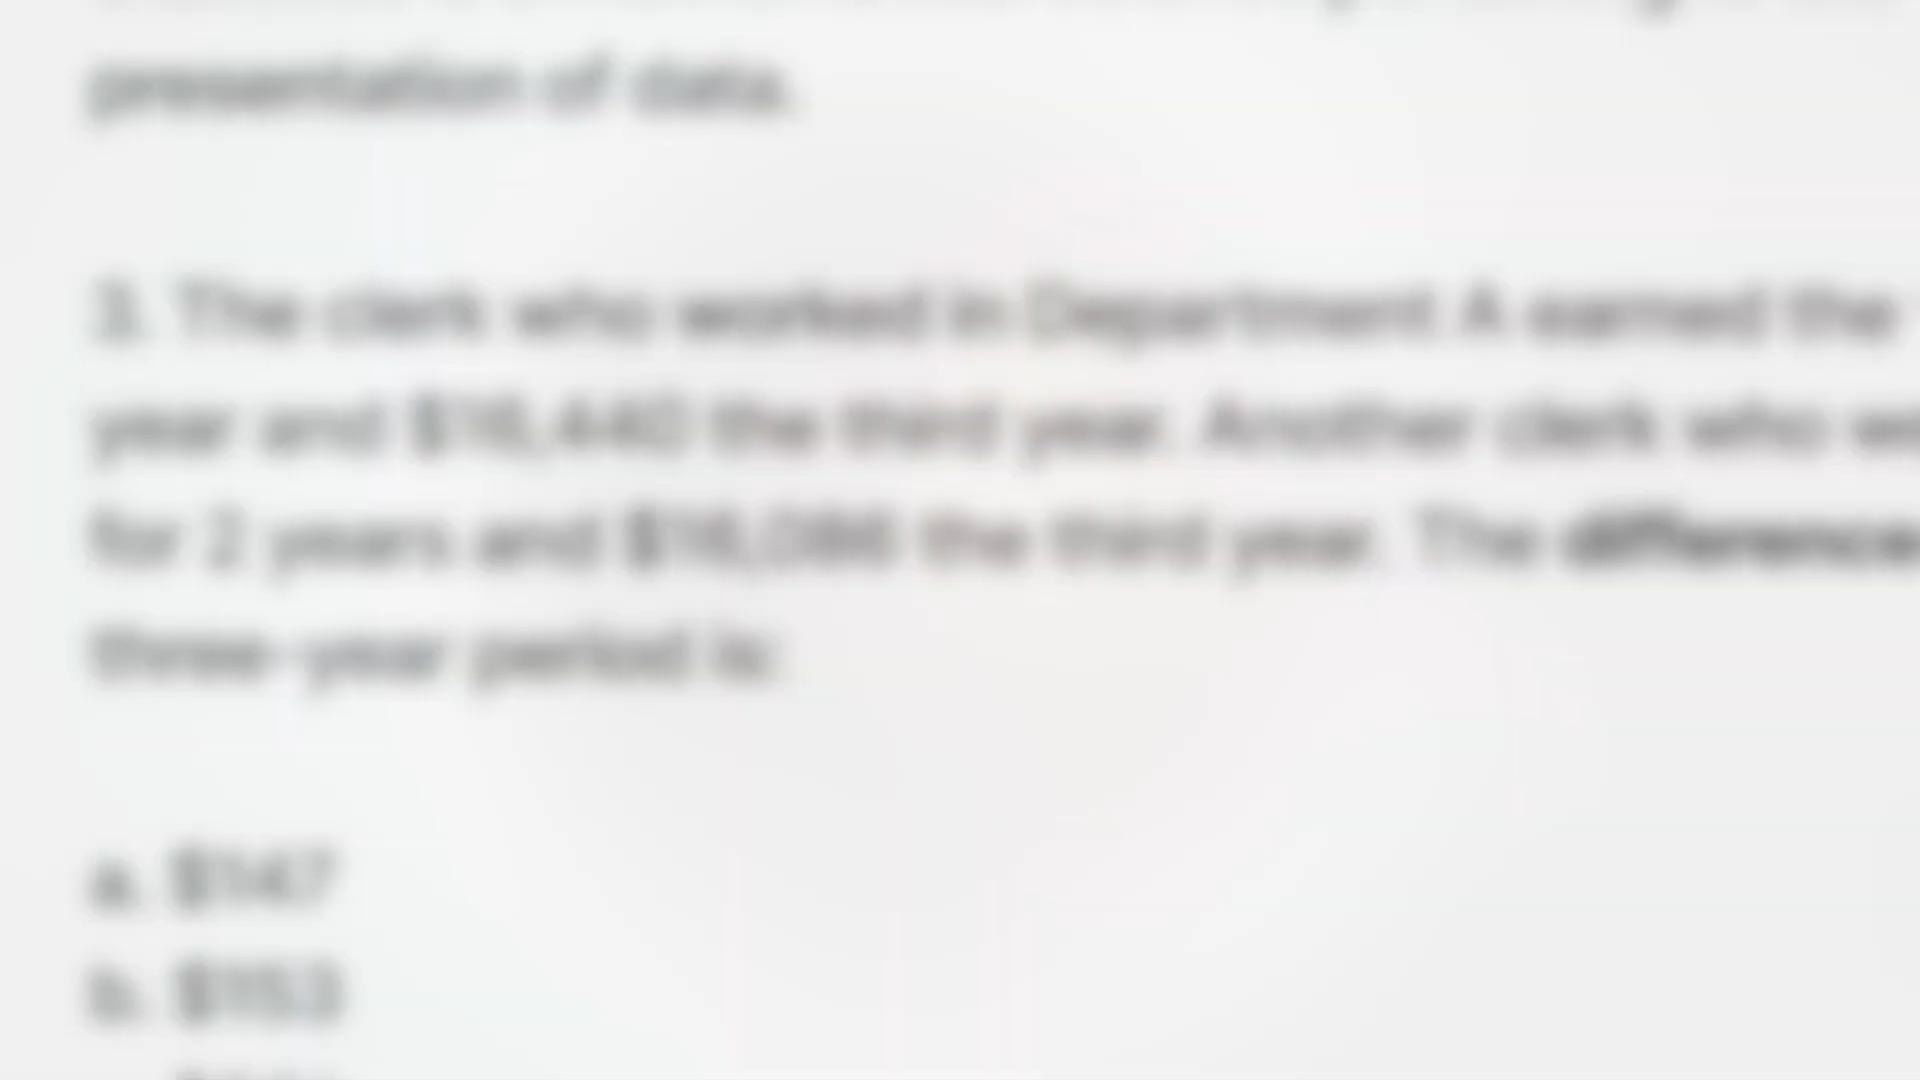 presentation of data.
3. The clerk who worked in Department A earned the
year and $16,440 the third year. Another clerk who
for 2 years and $16,086 the third year. The difference
three-year period is:
a. $147
b. $153